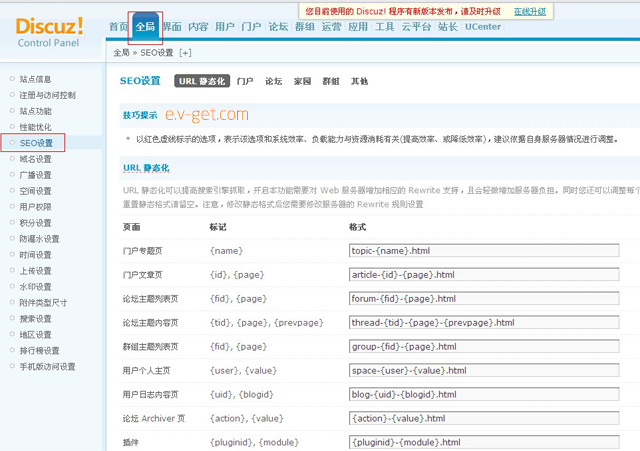 Discuz!
Control Panel
您目前使用的 Discuz! 程序有新版本发布，请及时升级 在线升级
首页 全局 界面 内容 用户 门户 论坛 群组 运营 应用 工具 云平台 站长 UCenter
全局 » SEO设置 [+]
站点信息
注册与访问控制
站点功能
性能优化
SEO设置
域名设置
广播设置
空间设置
用户权限
积分设置
防灌水设置
时间设置
上传设置
水印设置
附件类型尺寸
搜索设置
地区设置
排行榜设置
手机版访问设置
SEO设置 URL 静态化 门户 论坛 家园 群组 其他
技巧提示 e.v-get.com
以红色虚线标示的选项，表示该选项和系统效率、负载能力与资源消耗有关(提高效率、或降低效率)，建议依据自身服务器情况进行调整。
URL 静态化
URL 静态化可以提高搜索引擎抓取，开启本功能需要对 Web 服务器增加相应的 Rewrite 支持，且会轻微增加服务器负担。同时您还可以调整每个
重置静态格式请留空。注意，修改静态格式后您需要修改服务器的 Rewrite 规则设置
页面 标记 格式
门户专题页 {name} topic-{name}.html
门户文章页 {id}, {page} article-{id}-{page}.html
论坛主题列表页 {fid}, {page} forum-{fid}-{page}.html
论坛主题内容页 {tid}, {page}, {prevpage} thread-{tid}-{page}-{prevpage}.html
群组主题列表页 {fid}, {page} group-{fid}-{page}.html
用户个人主页 {user}, {value} space-{user}-{value}.html
用户日志内容页 {uid}, {blogid} blog-{uid}-{blogid}.html
论坛 Archiver 页 {action}, {value} {action}-{value}.html
插件 {pluginid}, {module} {pluginid}-{module}.html